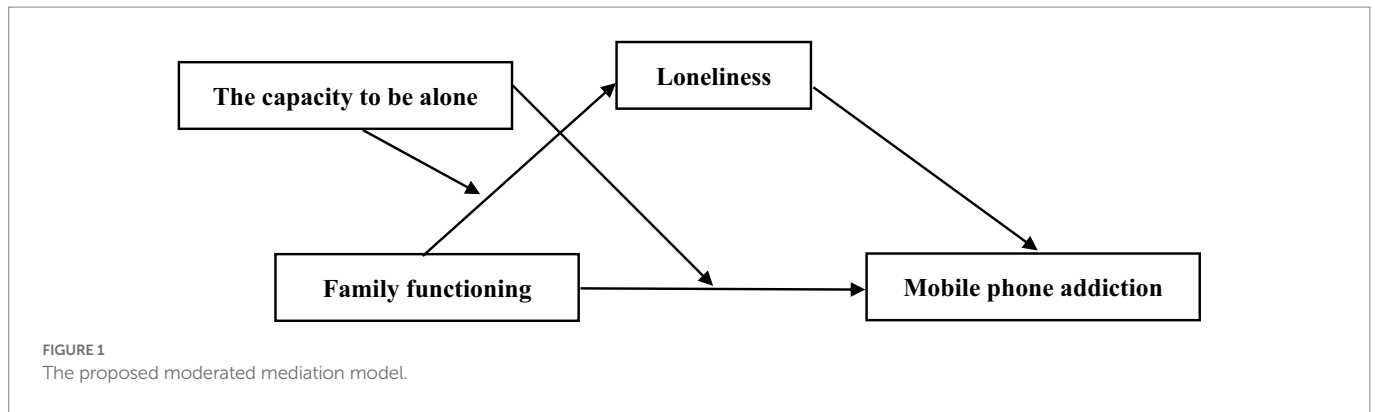 Loneliness
The capacity to be alone
Family functioning
Mobile phone addiction
FIGURE 1
The proposed moderated mediation model.